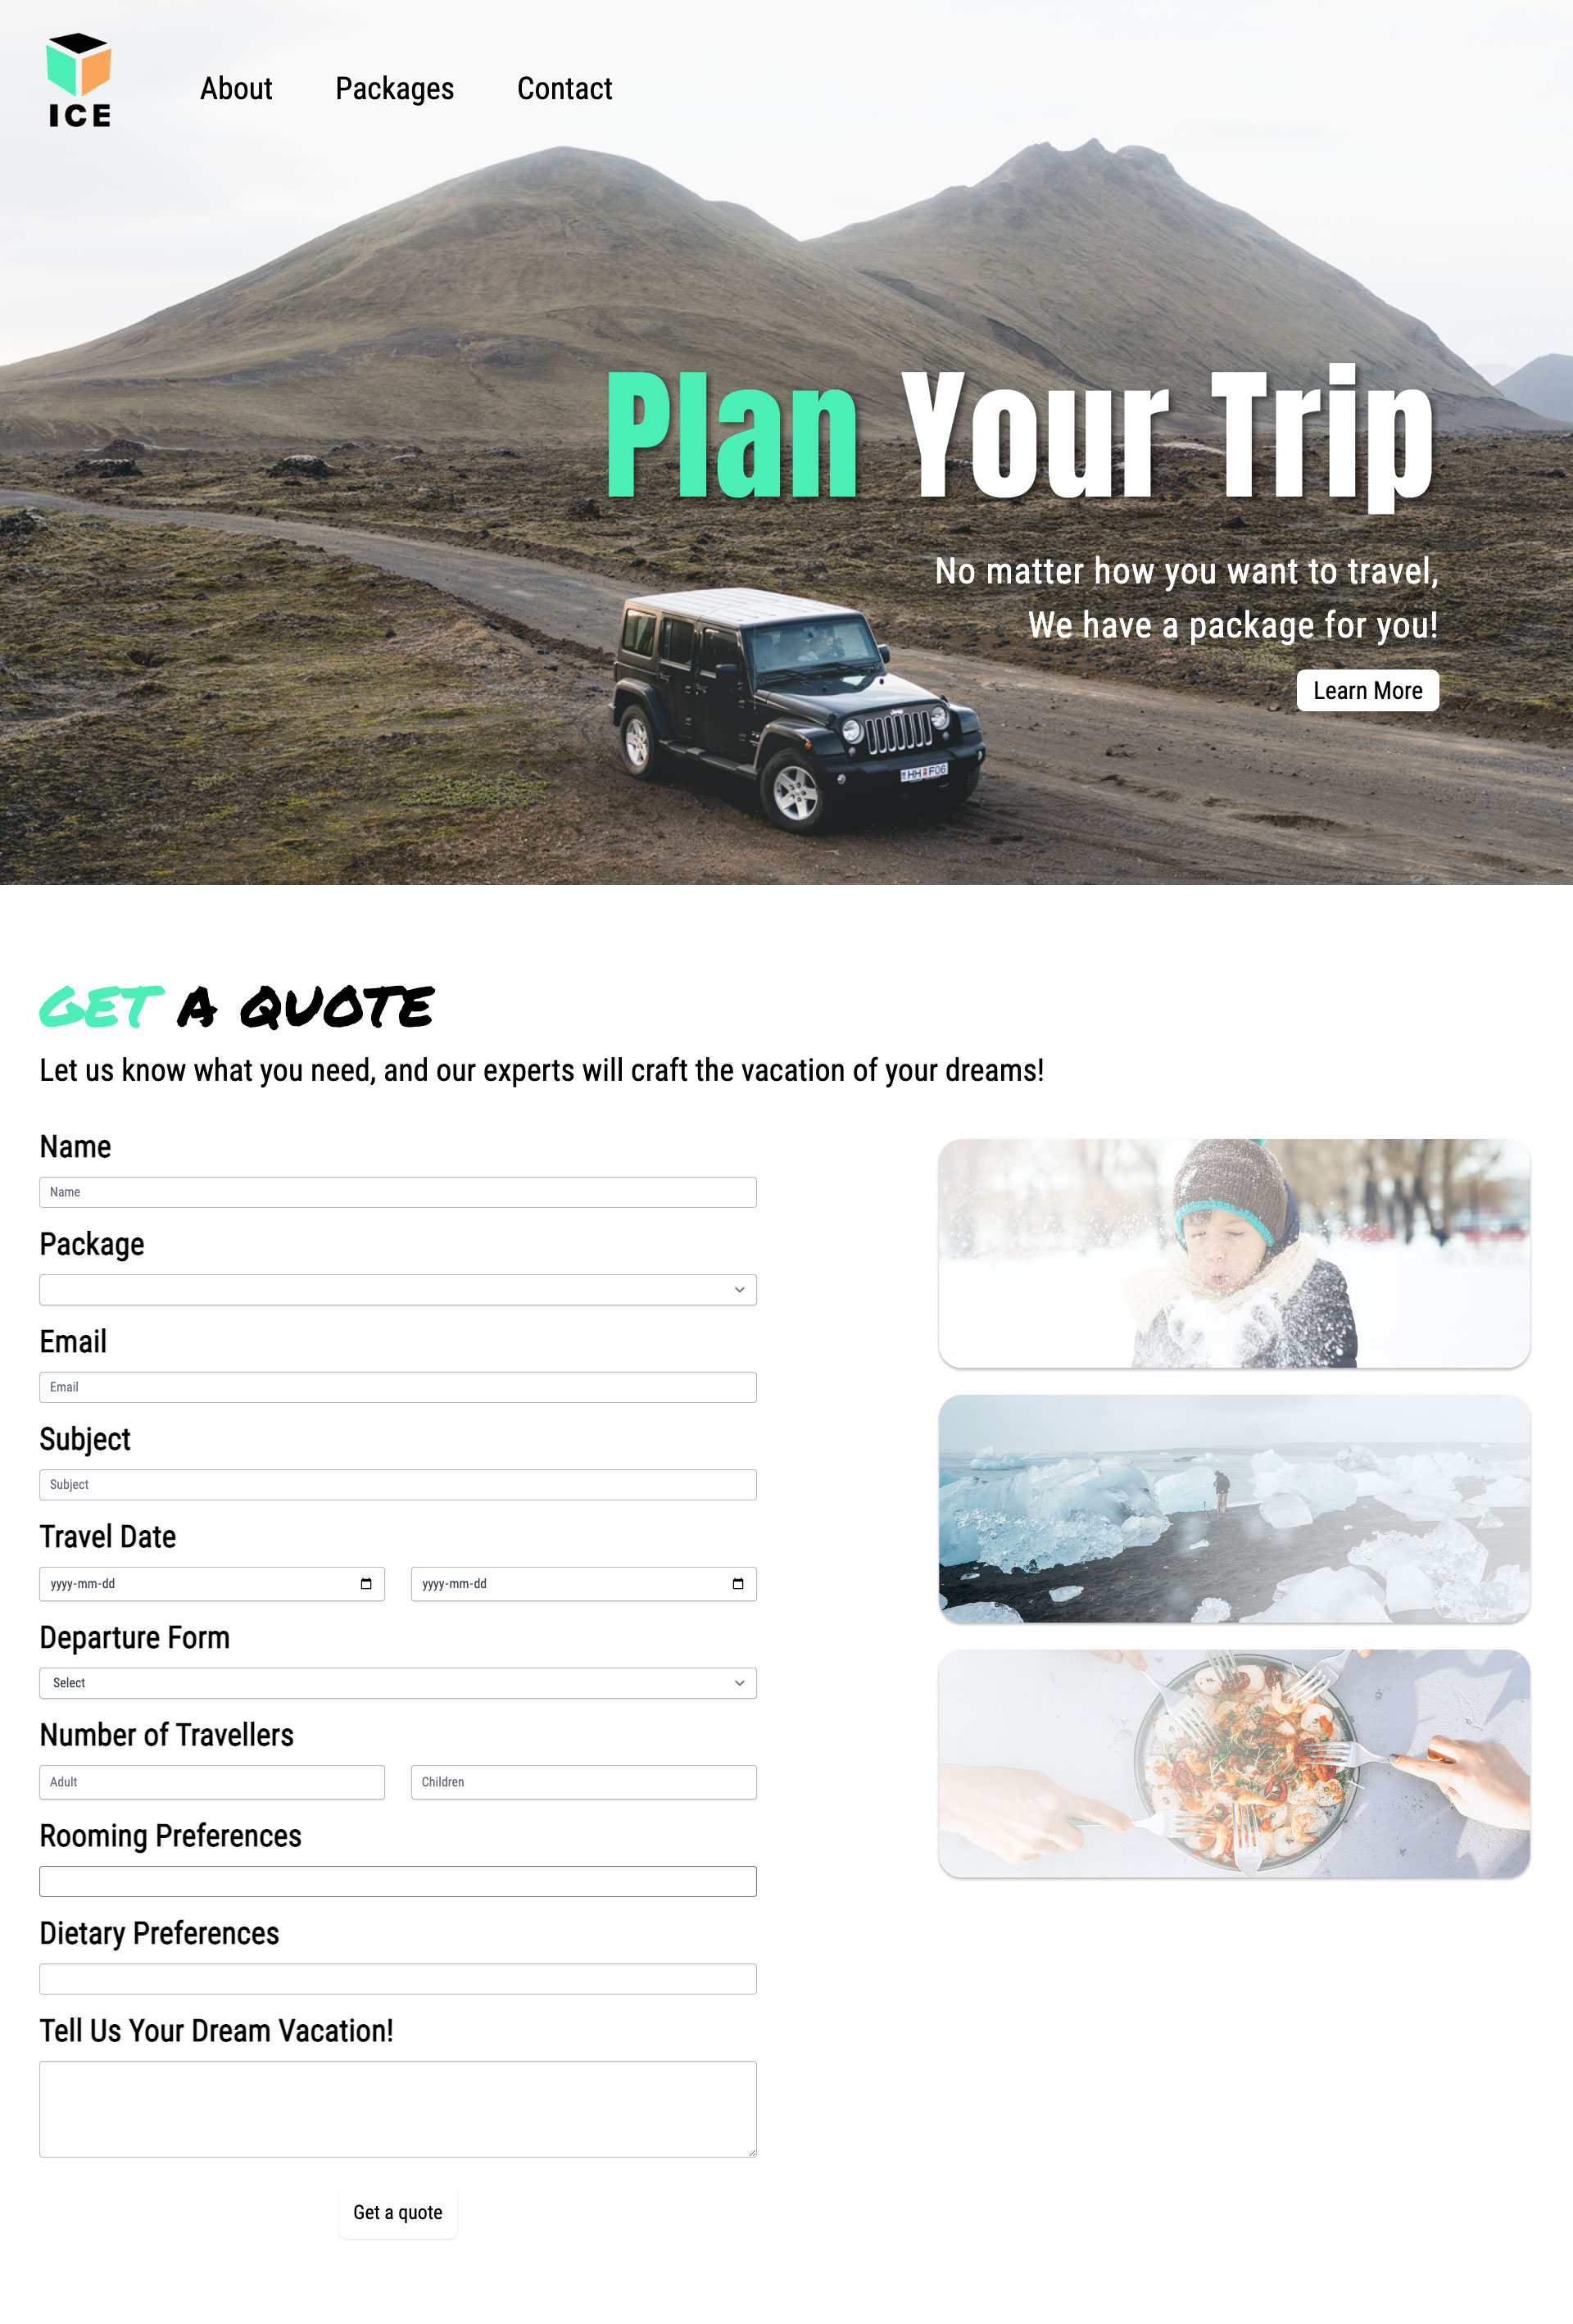 ICE
About
Packages
Contact
Plan Your Trip
No matter how you want to travel,
We have a package for you!
Learn More
Jeep
HH F06
GET A QUOTE
Let us know what you need, and our experts will craft the vacation of your dreams!
Name
Name
Package
Email
Email
Subject
Subject
Travel Date
yyyy-mm-dd
yyyy-mm-dd
Departure Form
Select
Number of Travellers
Adult
Children
Rooming Preferences
Dietary Preferences
Tell Us Your Dream Vacation!
Get a quote